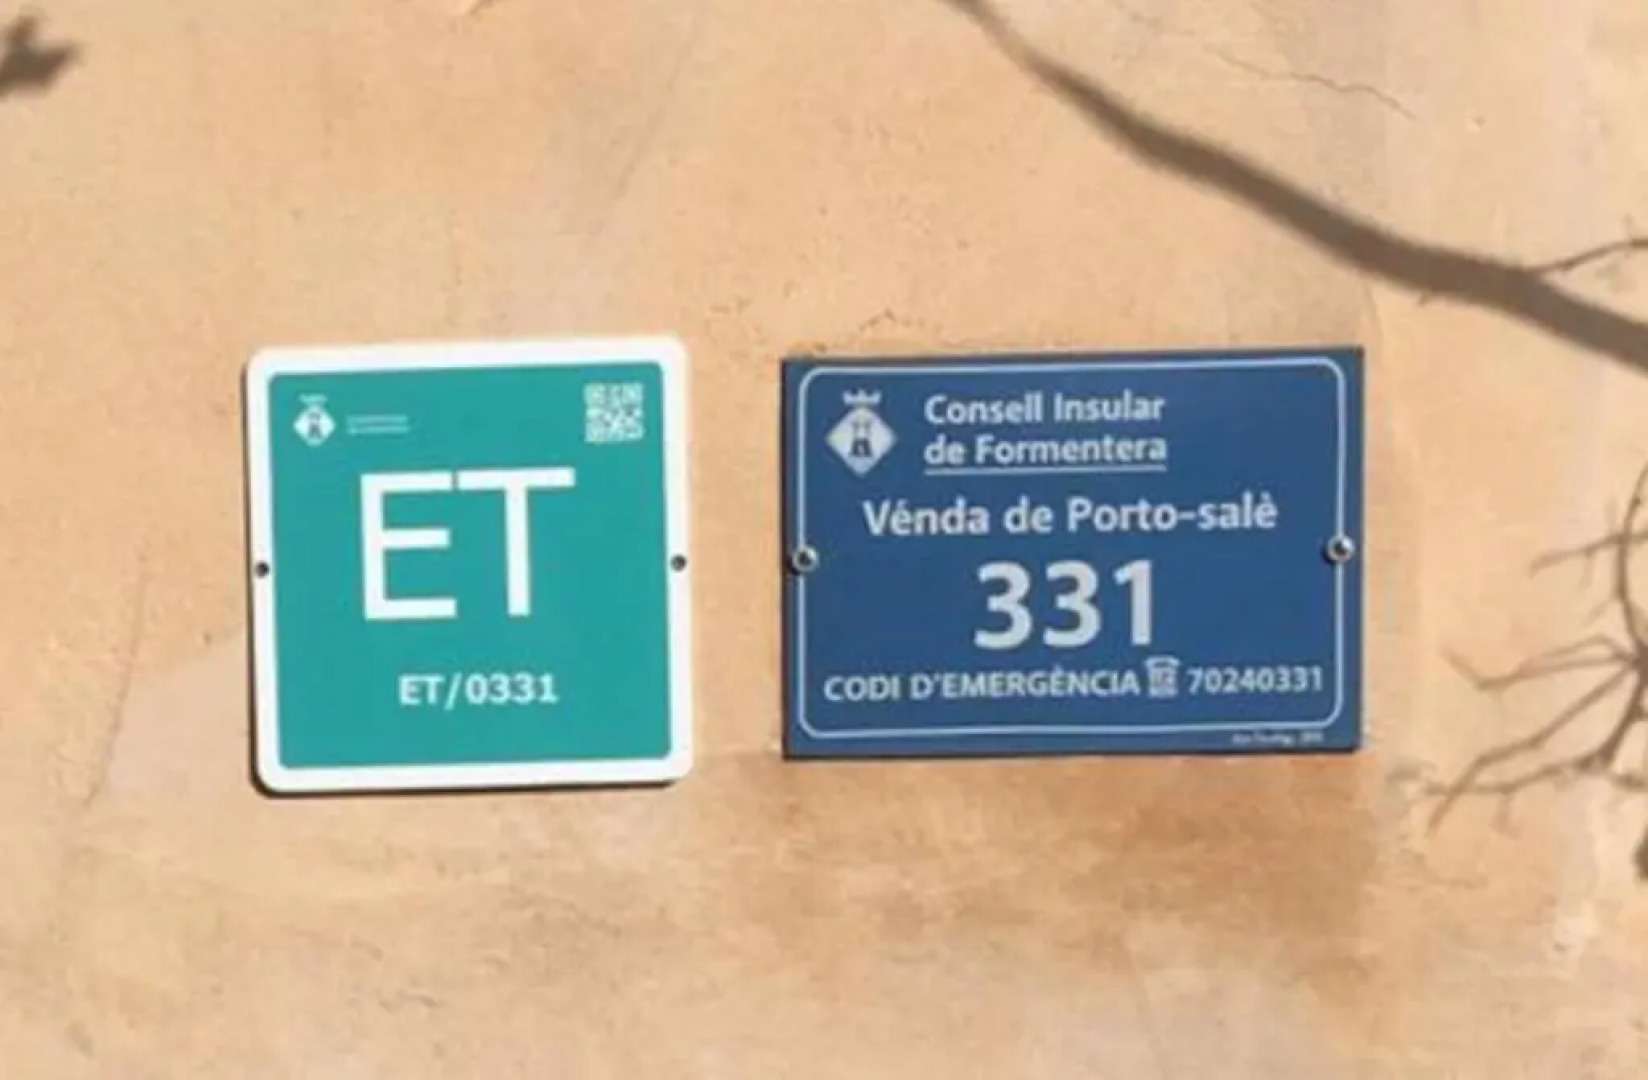 ET
ET/0331
Consell Insular
de Formentera
Vénda de Porto-salè
331
CODI D'EMERGÈNCIA ☎ 70240331